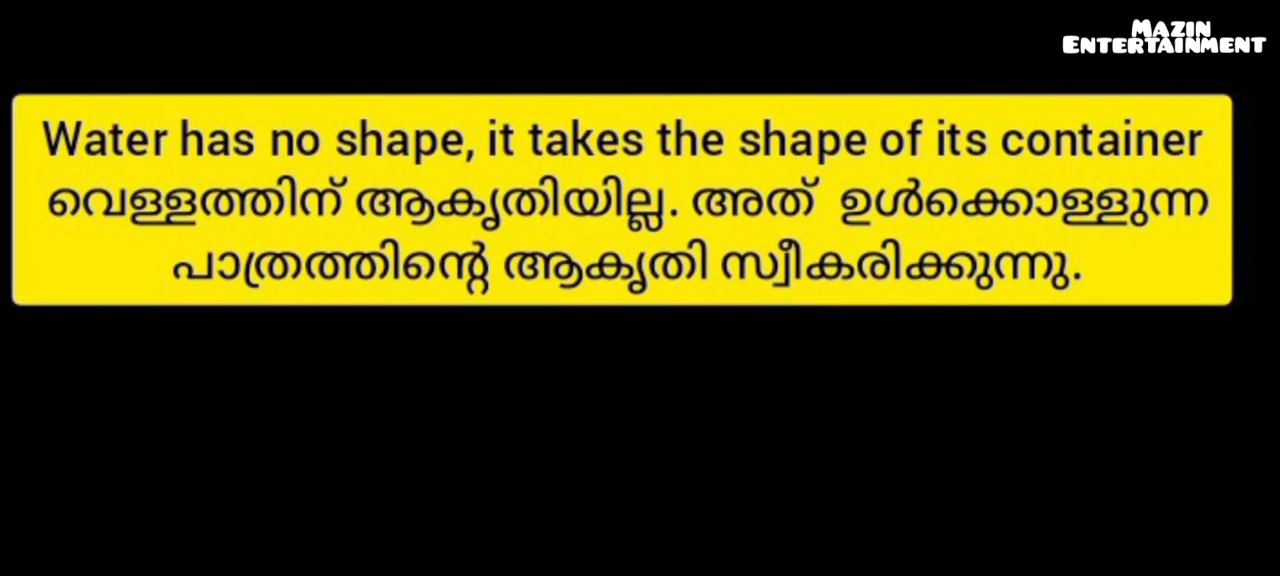 Mazin
Entertainment
Water has no shape, it takes the shape of its container
വെള്ളത്തിന് ആകൃതിയില്ല. അത് ഉൾക്കൊള്ളുന്ന
പാത്രത്തിന്റെ ആകൃതി സ്വീകരിക്കുന്നു.